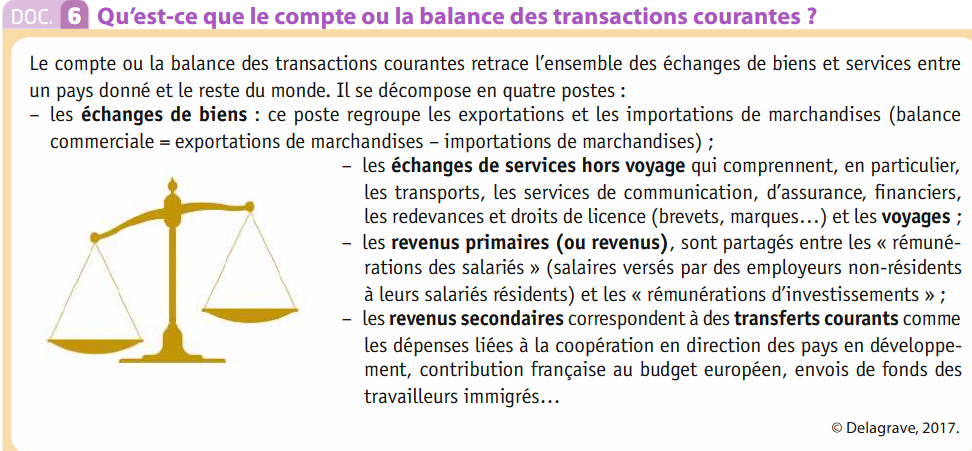 DOC. 6 Qu’est-ce que le compte ou la balance des transactions courantes ?
Le compte ou la balance des transactions courantes retrace l’ensemble des échanges de biens et services entre
un pays donné et le reste du monde. Il se décompose en quatre postes :
– les échanges de biens : ce poste regroupe les exportations et les importations de marchandises (balance
commerciale = exportations de marchandises – importations de marchandises) ;
– les échanges de services hors voyage qui comprennent, en particulier,
les transports, les services de communication, d’assurance, financiers,
les redevances et droits de licence (brevets, marques…) et les voyages ;
– les revenus primaires (ou revenus), sont partagés entre les « rémuné-
rations des salariés » (salaires versés par des employeurs non-résidents
à leurs salariés résidents) et les « rémunérations d’investissements » ;
– les revenus secondaires correspondent à des transferts courants comme
les dépenses liées à la coopération en direction des pays en développe-
ment, contribution française au budget européen, envois de fonds des
travailleurs immigrés…
© Delagrave, 2017.